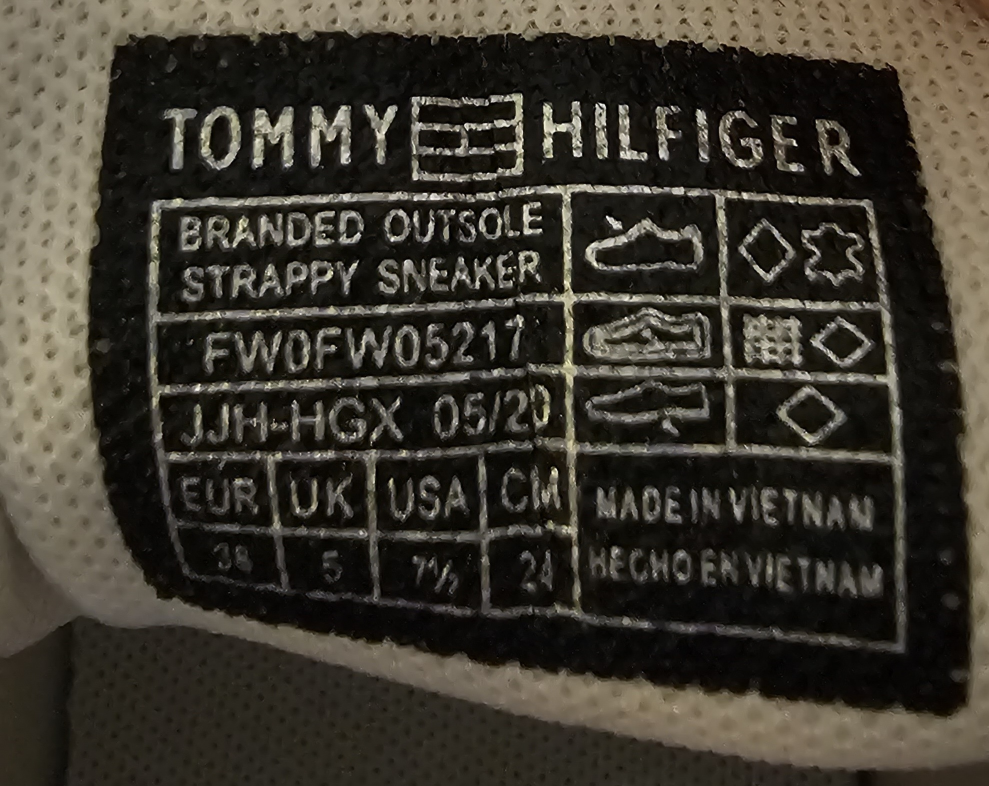 TOMMY HILFIGER
BRANDED OUTSOLE
STRAPPY SNEAKER
FW0FW05217
JJH-HGX 05/20
EUR UK USA CM
38 5 7½ 24
MADE IN VIETNAM
HECHO EN VIETNAM